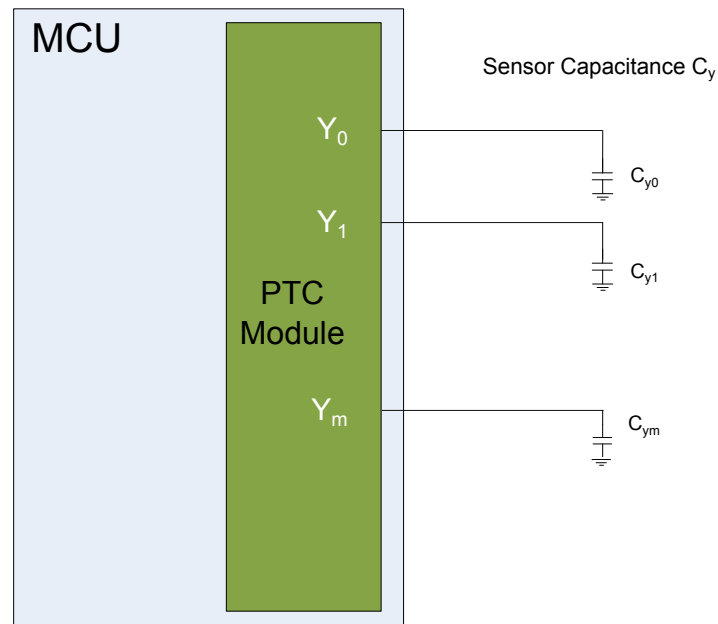 MCU
Sensor Capacitance Cy
Y0
Cy0
Y1
Cy1
PTC
Module
Ym
Cym